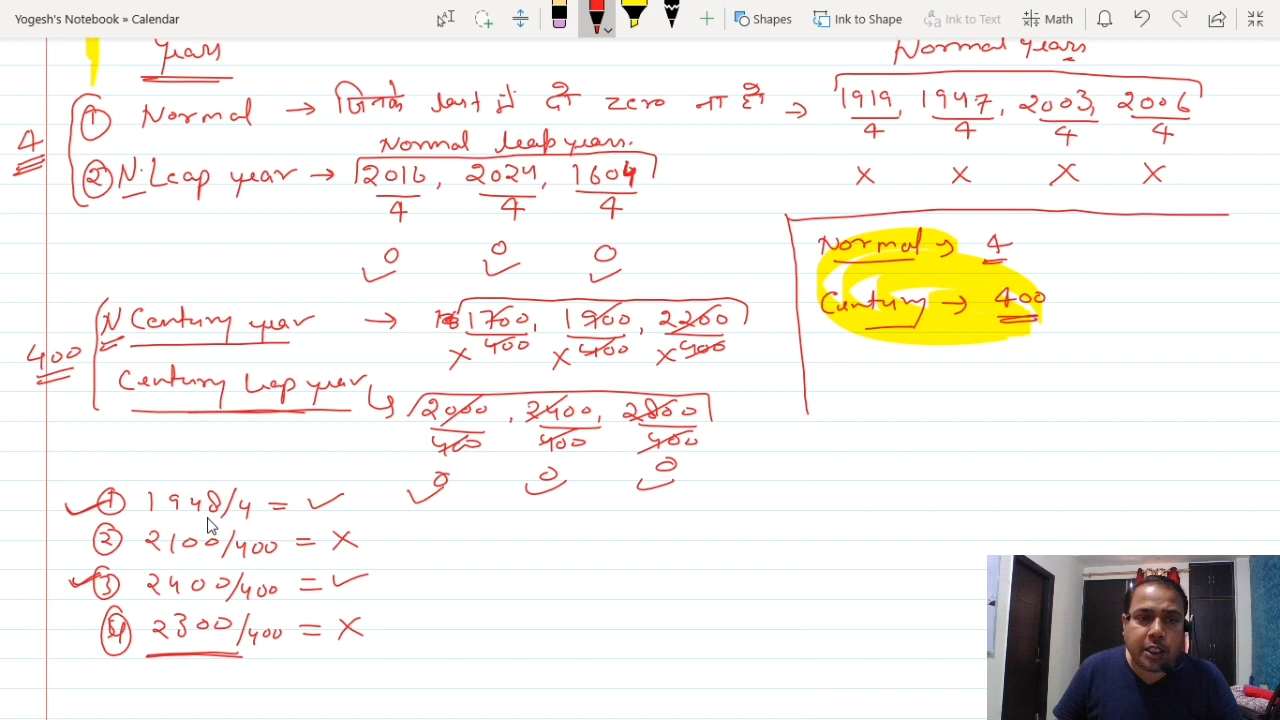 Yogesh's Notebook » Calendar
Shapes
Ink to Shape
Ink to Text
Math
Years
Normal Years
① Normal → जिनके last में दो zero ना हो → 1919/4, 1947/4, 2003/4, 2006/4
4
Normal leap years.
② N. Leap year → 2016/4, 2024/4, 1604/4
X X X X
0 0 0
✓ ✓ ✓
Normal → 4
Century → 400
400
N Century year → 1700/400, 1900/400, 2200/400
X X X
Century leap year ↳ 2000/400, 2400/400, 2800/400
0 0 0
✓ ✓ ✓
✓ ① 1948/4 = ✓
② 2100/400 = X
✓ ③ 2400/400 = ✓
④ 2300/400 = X